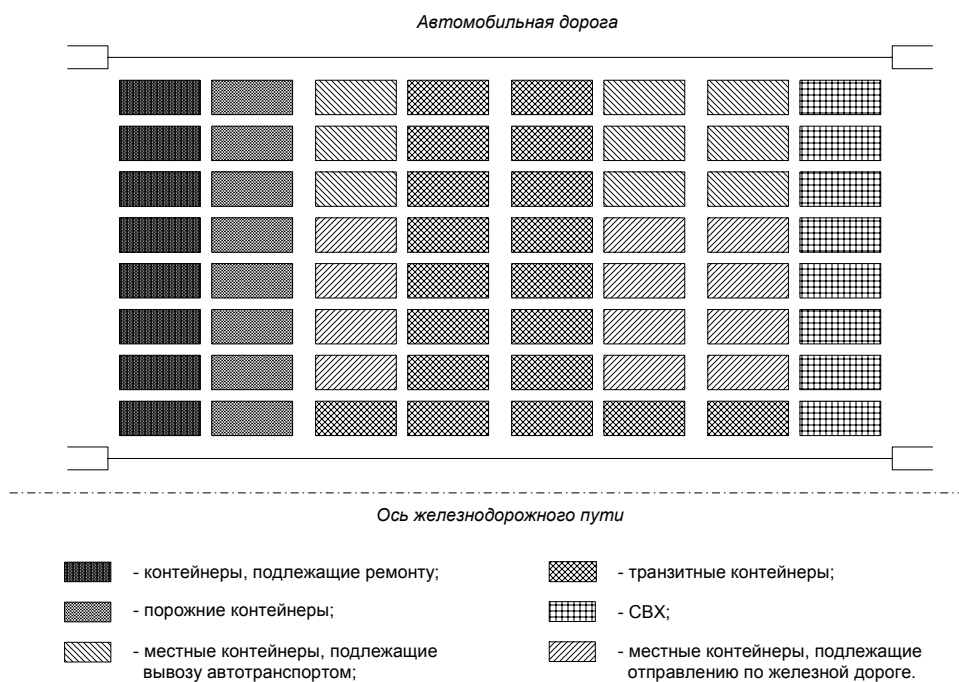 Автомобильная дорога
Ось железнодорожного пути
- контейнеры, подлежащие ремонту;
- транзитные контейнеры;
- порожние контейнеры;
- СВХ;
- местные контейнеры, подлежащие
вывозу автотранспортом;
- местные контейнеры, подлежащие
отправлению по железной дороге.